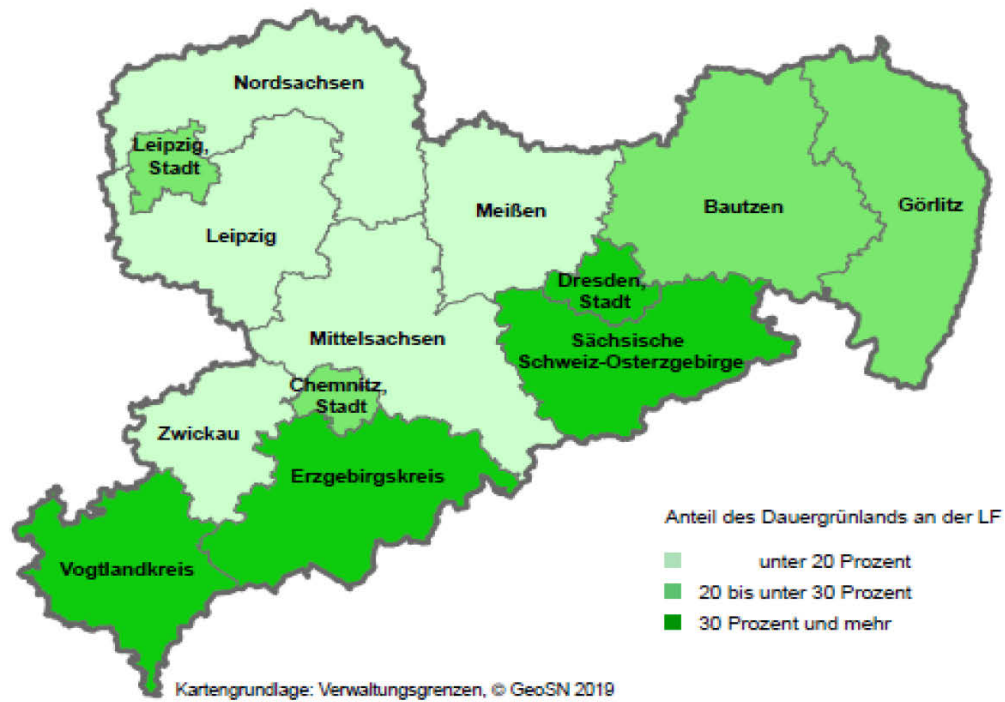 Nordsachsen
Leipzig,
Stadt
Leipzig
Meißen
Bautzen
Görlitz
Dresden,
Stadt
Mittelsachsen
Sächsische
Schweiz-Osterzgebirge
Chemnitz,
Stadt
Zwickau
Erzgebirgskreis
Vogtlandkreis
Anteil des Dauergrünlands an der LF
unter 20 Prozent
20 bis unter 30 Prozent
30 Prozent und mehr
Kartengrundlage: Verwaltungsgrenzen, © GeoSN 2019